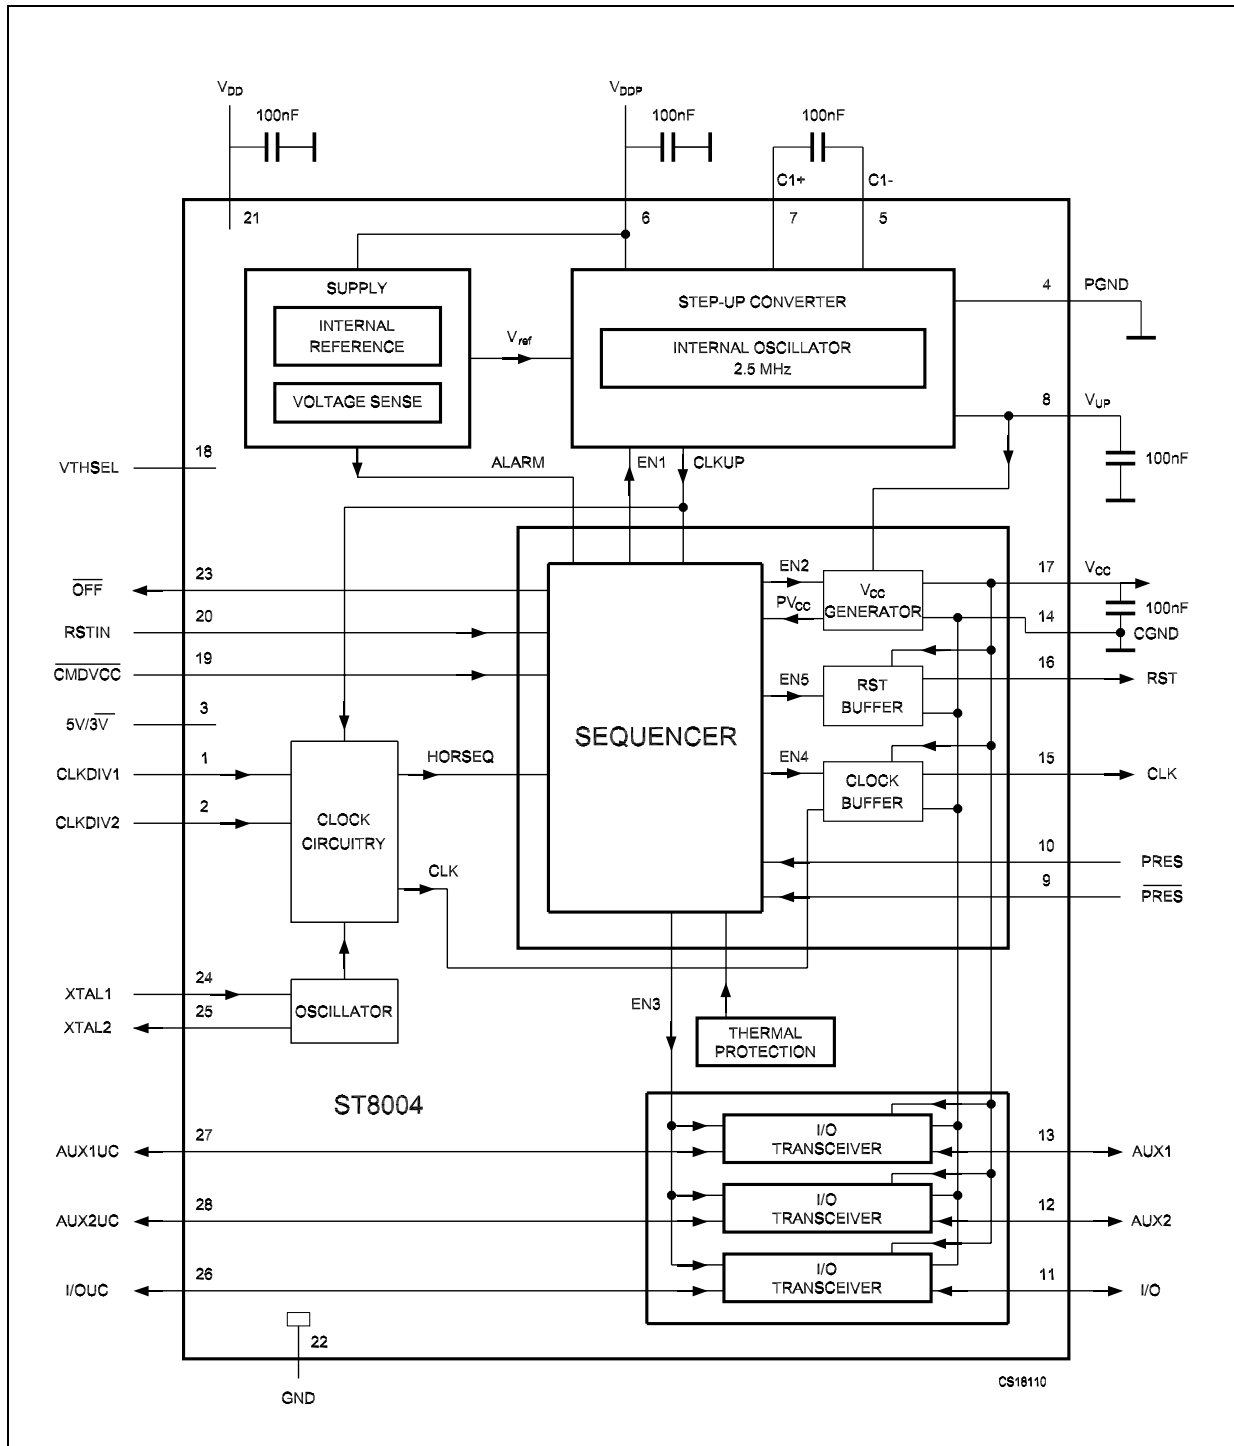 VDD
VDDP
100nF
100nF
100nF
C1+
C1-
21
6
7
5
SUPPLY
INTERNAL
REFERENCE
VOLTAGE SENSE
Vref
STEP-UP CONVERTER
INTERNAL OSCILLATOR
2.5 MHz
4
PGND
8
VUP
100nF
18
VTHSEL
ALARM
EN1
CLKUP
23
OFF
20
RSTIN
19
CMDVCC
3
5V/3V
1
CLKDIV1
2
CLKDIV2
CLOCK
CIRCUITRY
HORSEQ
CLK
SEQUENCER
EN2
PVCC
VCC
GENERATOR
17
VCC
100nF
14
CGND
EN5
RST
BUFFER
16
RST
EN4
CLOCK
BUFFER
15
CLK
10
PRES
9
PRES
24
XTAL1
25
XTAL2
OSCILLATOR
EN3
THERMAL
PROTECTION
ST8004
27
AUX1UC
I/O
TRANSCEIVER
13
AUX1
28
AUX2UC
I/O
TRANSCEIVER
12
AUX2
26
I/OUC
I/O
TRANSCEIVER
11
I/O
22
GND
CS18110